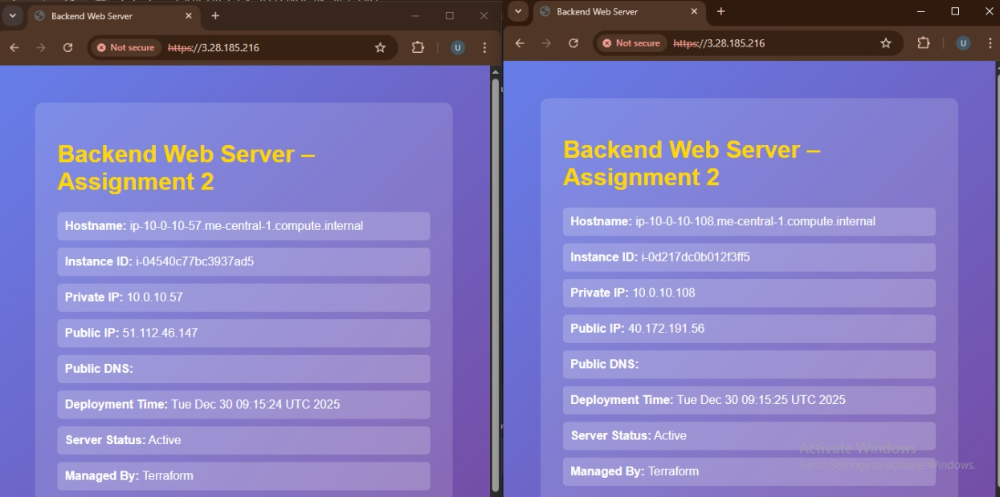 Backend Web Server
Not secure https://3.28.185.216
U
Backend Web Server –
Assignment 2
Hostname: ip-10-0-10-57.me-central-1.compute.internal
Instance ID: i-04540c77bc3937ad5
Private IP: 10.0.10.57
Public IP: 51.112.46.147
Public DNS:
Deployment Time: Tue Dec 30 09:15:24 UTC 2025
Server Status: Active
Managed By: Terraform
Backend Web Server
Not secure https://3.28.185.216
U
Backend Web Server –
Assignment 2
Hostname: ip-10-0-10-108.me-central-1.compute.internal
Instance ID: i-0d217dc0b012f3ff5
Private IP: 10.0.10.108
Public IP: 40.172.191.56
Public DNS:
Deployment Time: Tue Dec 30 09:15:25 UTC 2025
Server Status: Active
Managed By: Terraform
Activate Windows
Go to Settings to activate Windows.